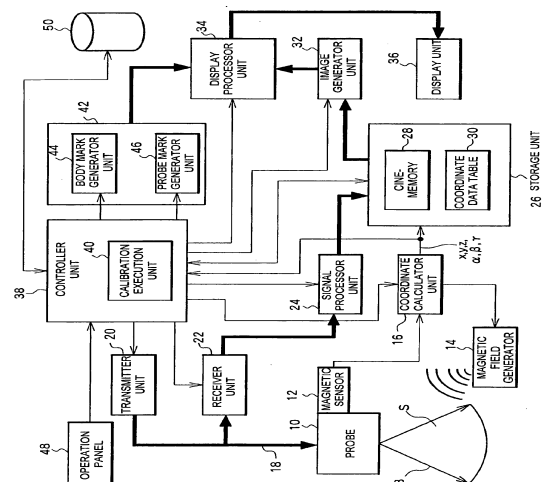 50
34
DISPLAY
PROCESSOR
UNIT
32
IMAGE
GENERATOR
UNIT
36
DISPLAY UNIT
42
44
BODY MARK
GENERATOR
UNIT
46
PROBE MARK
GENERATOR
UNIT
28
CINE-
MEMORY
30
COORDINATE
DATA TABLE
26 STORAGE UNIT
38
CONTROLLER
UNIT
40
CALIBRATION
EXECUTION
UNIT
x,y,z,
α,β,γ
24
SIGNAL
PROCESSOR
UNIT
16
COORDINATE
CALCULATOR
UNIT
20
TRANSMITTER
UNIT
22
RECEIVER
UNIT
14
MAGNETIC
FIELD
GENERATOR
12
MAGNETIC
SENSOR
10
PROBE
18
48
OPERATION
PANEL
S
B